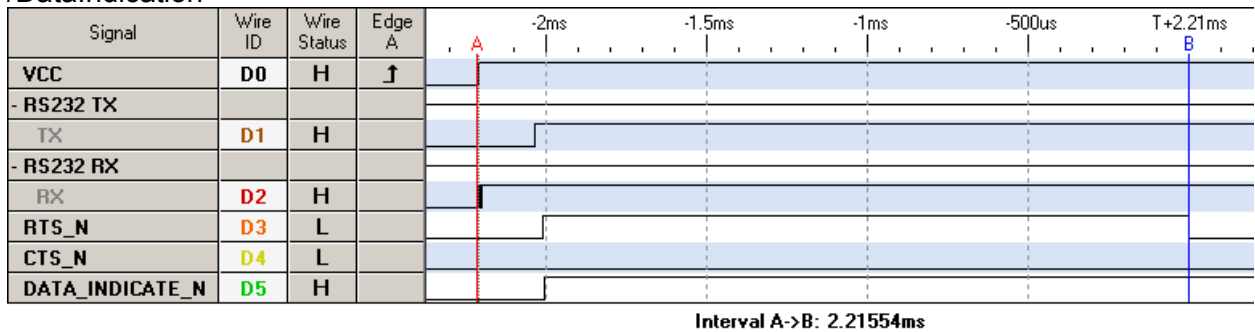 /DataIndication
Signal Wire ID Wire Status Edge A -2ms -1.5ms -1ms -500us T+2.21ms
A B
VCC D0 H
- RS232 TX
TX D1 H
- RS232 RX
RX D2 H
RTS_N D3 L
CTS_N D4 L
DATA_INDICATE_N D5 H
Interval A->B: 2.21554ms